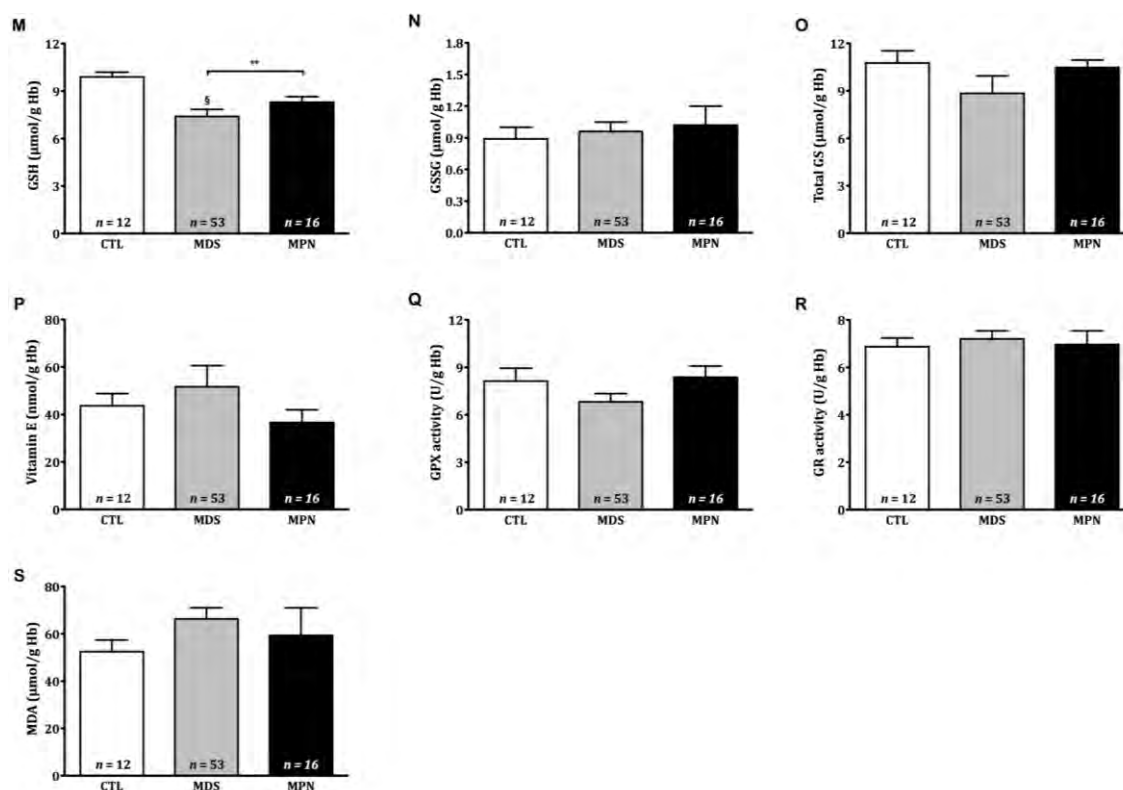 M
GSH (μmol/g Hb)
12
9
6
3
0
**
§
n = 12
n = 53
n = 16
CTL
MDS
MPN
N
GSSG (μmol/g Hb)
1.8
1.5
1.2
0.9
0.6
0.3
0.0
n = 12
n = 53
n = 16
CTL
MDS
MPN
O
Total GS (μmol/g Hb)
12
9
6
3
0
n = 12
n = 53
n = 16
CTL
MDS
MPN
P
Vitamin E (nmol/g Hb)
80
60
40
20
0
n = 12
n = 53
n = 16
CTL
MDS
MPN
Q
GPX activity (U/g Hb)
12
9
6
3
0
n = 12
n = 53
n = 16
CTL
MDS
MPN
R
GR activity (U/g Hb)
8
6
4
2
0
n = 12
n = 53
n = 16
CTL
MDS
MPN
S
MDA (μmol/g Hb)
80
60
40
20
0
n = 12
n = 53
n = 16
CTL
MDS
MPN